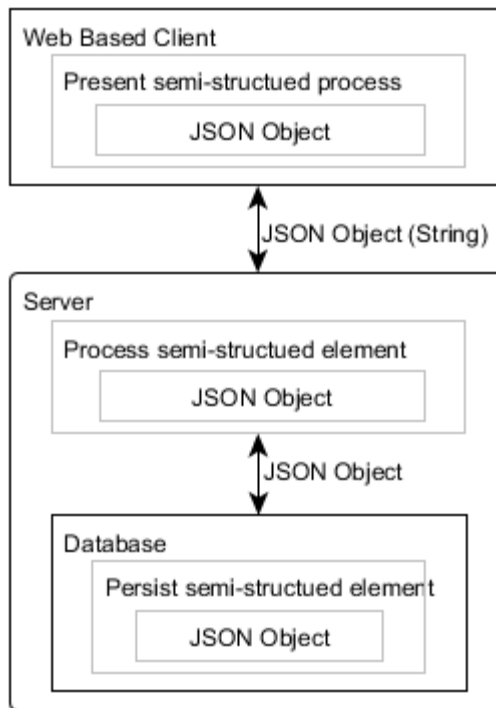 Web Based Client
Present semi-structued process
JSON Object
JSON Object (String)
Server
Process semi-structued element
JSON Object
JSON Object
Database
Persist semi-structued element
JSON Object